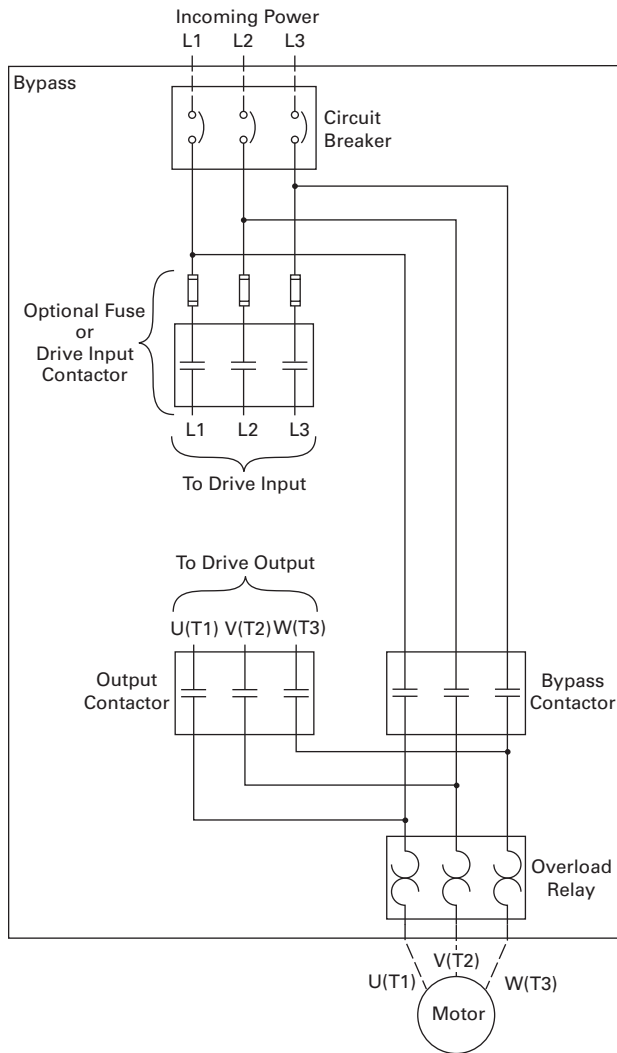 Incoming Power
L1 L2 L3
Bypass
Circuit
Breaker
Optional Fuse
or
Drive Input
Contactor
L1 L2 L3
To Drive Input
To Drive Output
U(T1) V(T2) W(T3)
Output
Contactor
Bypass
Contactor
Overload
Relay
U(T1) V(T2) W(T3)
Motor